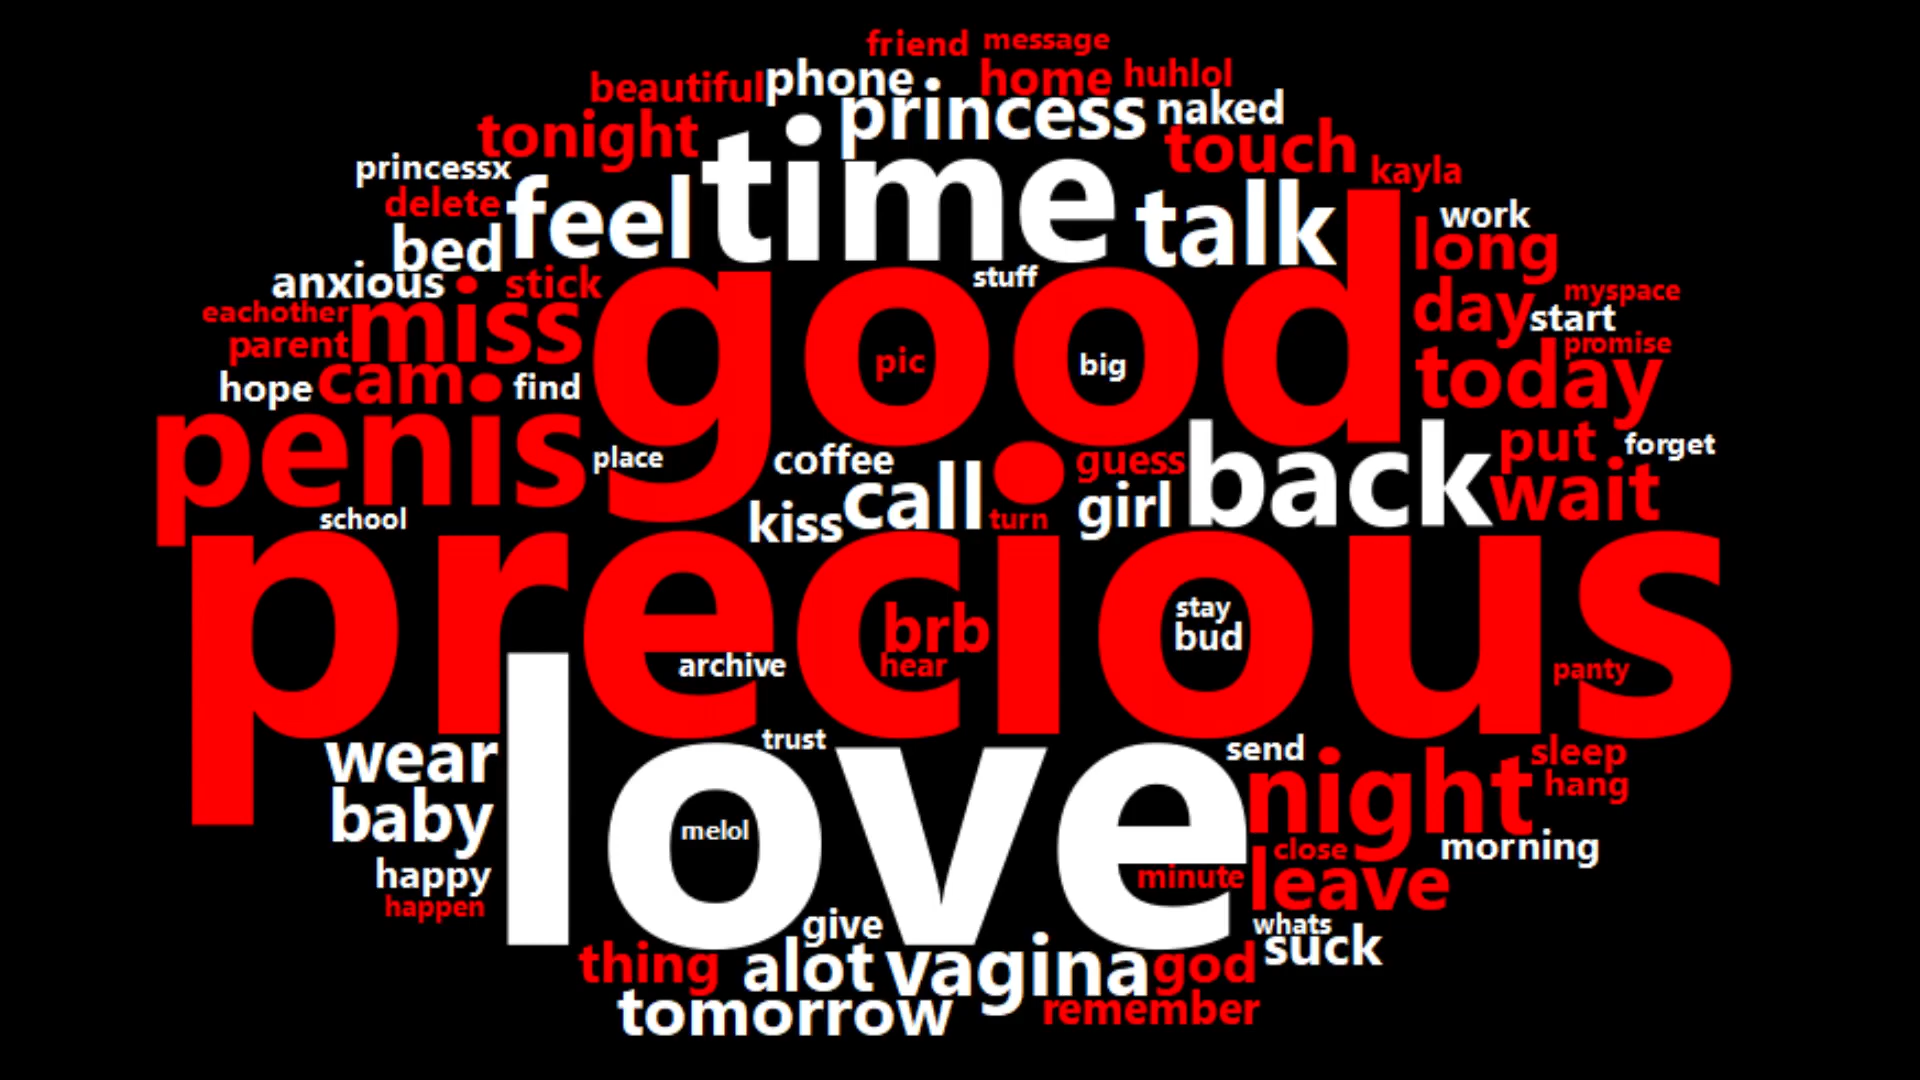 friend message
beautiful phone home huhlol
princess naked
tonight time touch
princessx kayla
delete feel talk work
bed long
anxious stick good stuff myspace
eachother miss day start
parent pic big promise
hope cam find today
penis place coffee guess back put forget
call wait
school kiss turn girl
precious
brb stay
archive hear bud panty
wear love trust send night sleep
baby melol hang
happy close morning
happen minute leave
give whats
thing alot vagina god suck
tomorrow remember